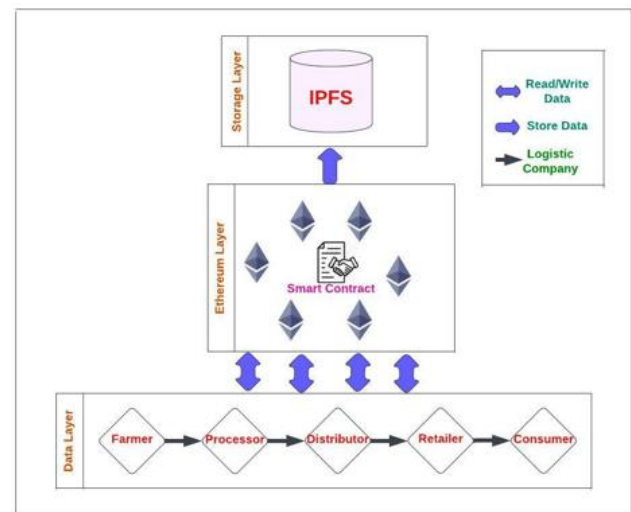 Storage Layer
IPFS
Read/Write
Data
Store Data
Logistic
Company
Ethereum Layer
Smart Contract
Data Layer
Farmer
Processor
Distributor
Retailer
Consumer